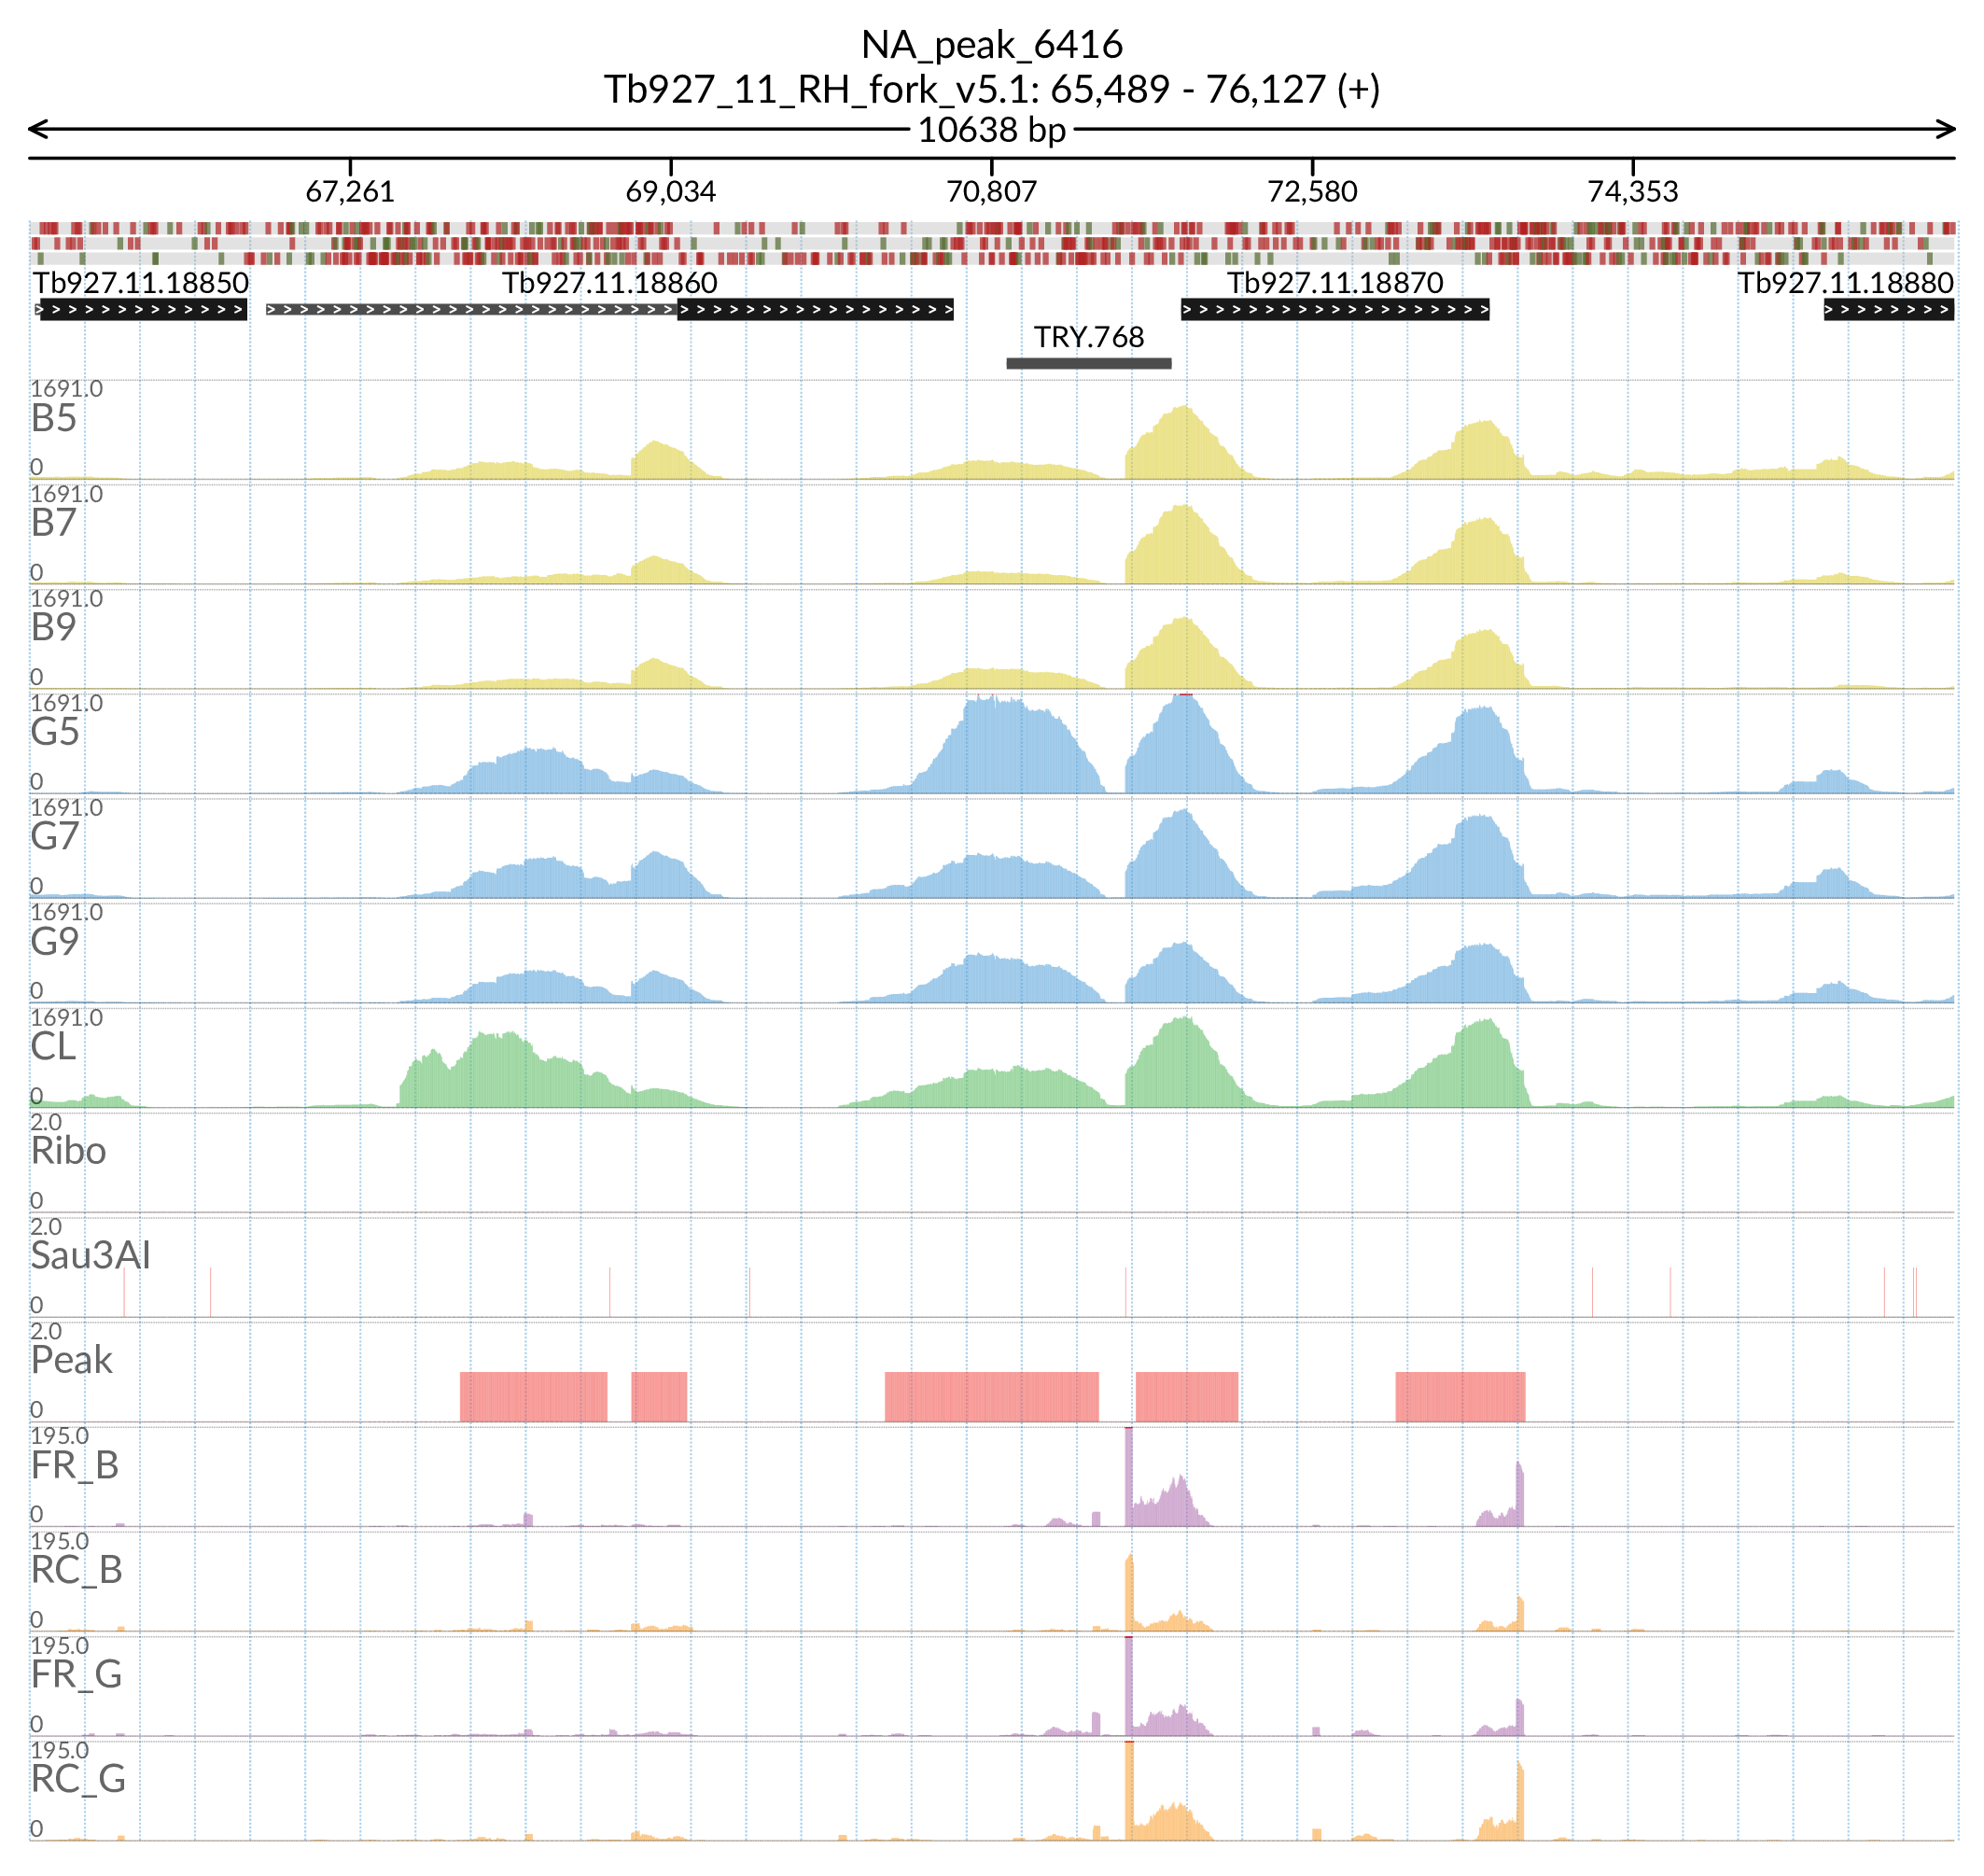 NA_peak_6416
Tb927_11_RH_fork_v5.1: 65,489 - 76,127 (+)
10638 bp
67,261 69,034 70,807 72,580 74,353
Tb927.11.18850 Tb927.11.18860 Tb927.11.18870 Tb927.11.18880
TRY.768
1691.0
B5
0
1691.0
B7
0
1691.0
B9
0
1691.0
G5
0
1691.0
G7
0
1691.0
G9
0
1691.0
CL
0
2.0
Ribo
0
2.0
Sau3AI
0
2.0
Peak
0
195.0
FR_B
0
195.0
RC_B
0
195.0
FR_G
0
195.0
RC_G
0